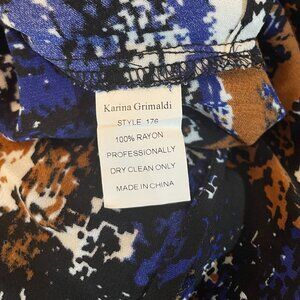 Karina Grimaldi
STYLE 176
100% RAYON
PROFESSIONALLY
DRY CLEAN ONLY
MADE IN CHINA